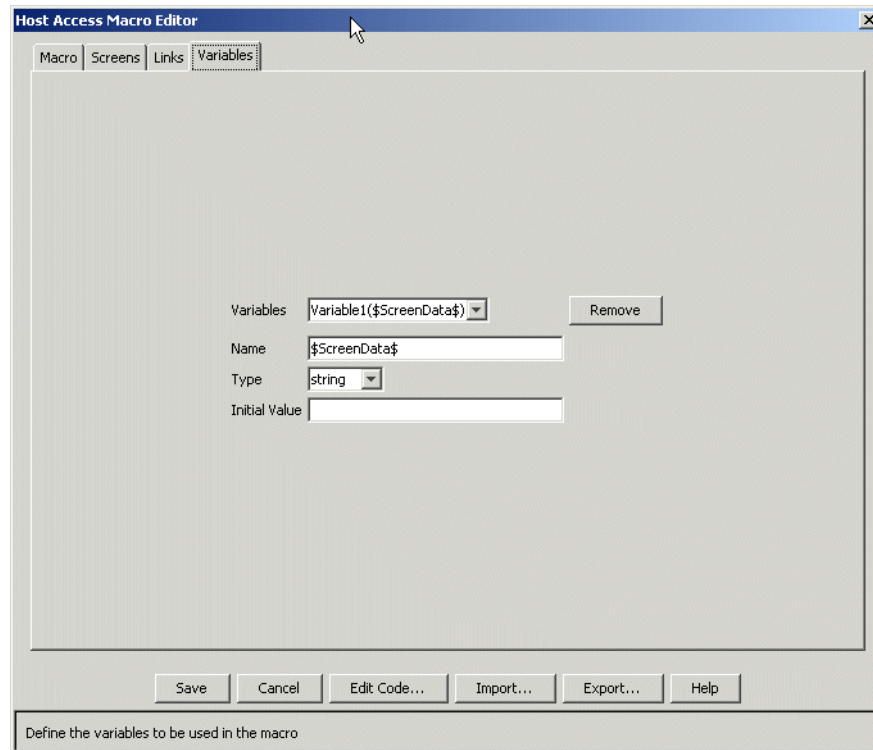 Host Access Macro Editor
Macro Screens Links Variables
Variables Variable1($ScreenData$) Remove
Name $ScreenData$
Type string
Initial Value
Save Cancel Edit Code... Import... Export... Help
Define the variables to be used in the macro